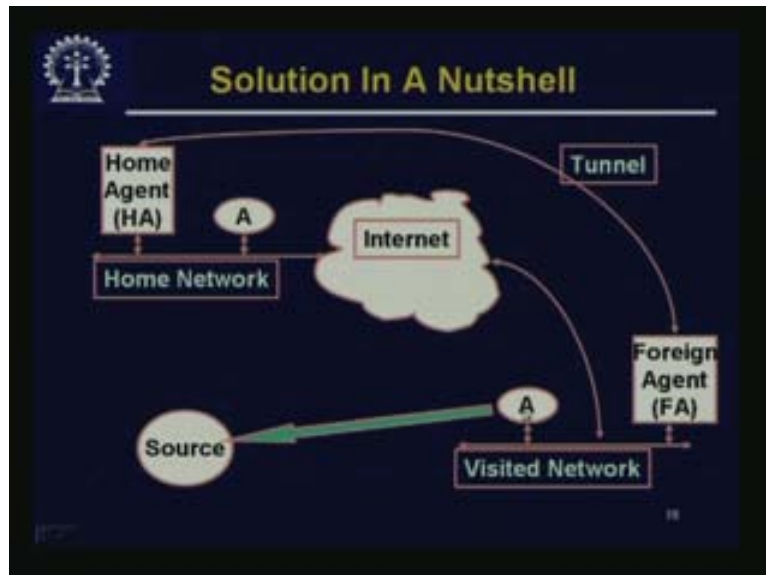 Solution In A Nutshell
Home
Agent
(HA)
A
Tunnel
Internet
Home Network
Foreign
Agent
(FA)
A
Source
Visited Network